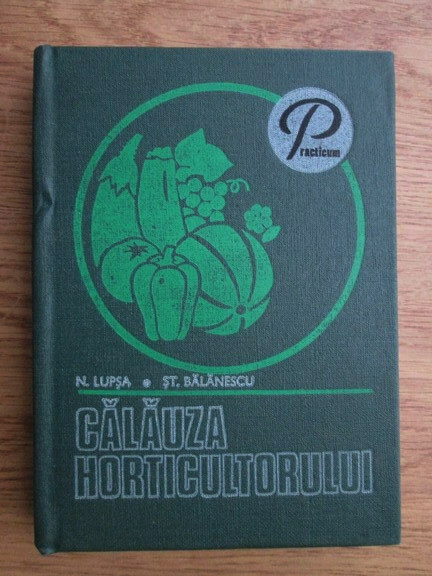 Practicum
N. LUPȘA • ȘT. BĂLĂNESCU
CĂLĂUZA
HORTICULTORULUI